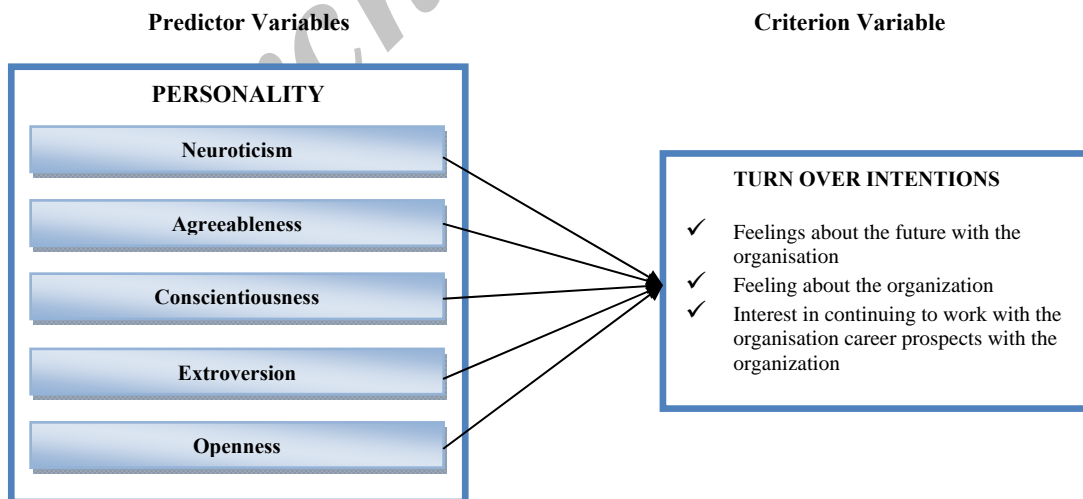 Predictor Variables
Criterion Variable
PERSONALITY
Neuroticism
Agreeableness
Conscientiousness
Extroversion
Openness
TURN OVER INTENTIONS
✓ Feelings about the future with the
organisation
✓ Feeling about the organization
✓ Interest in continuing to work with the
organisation career prospects with the
organization